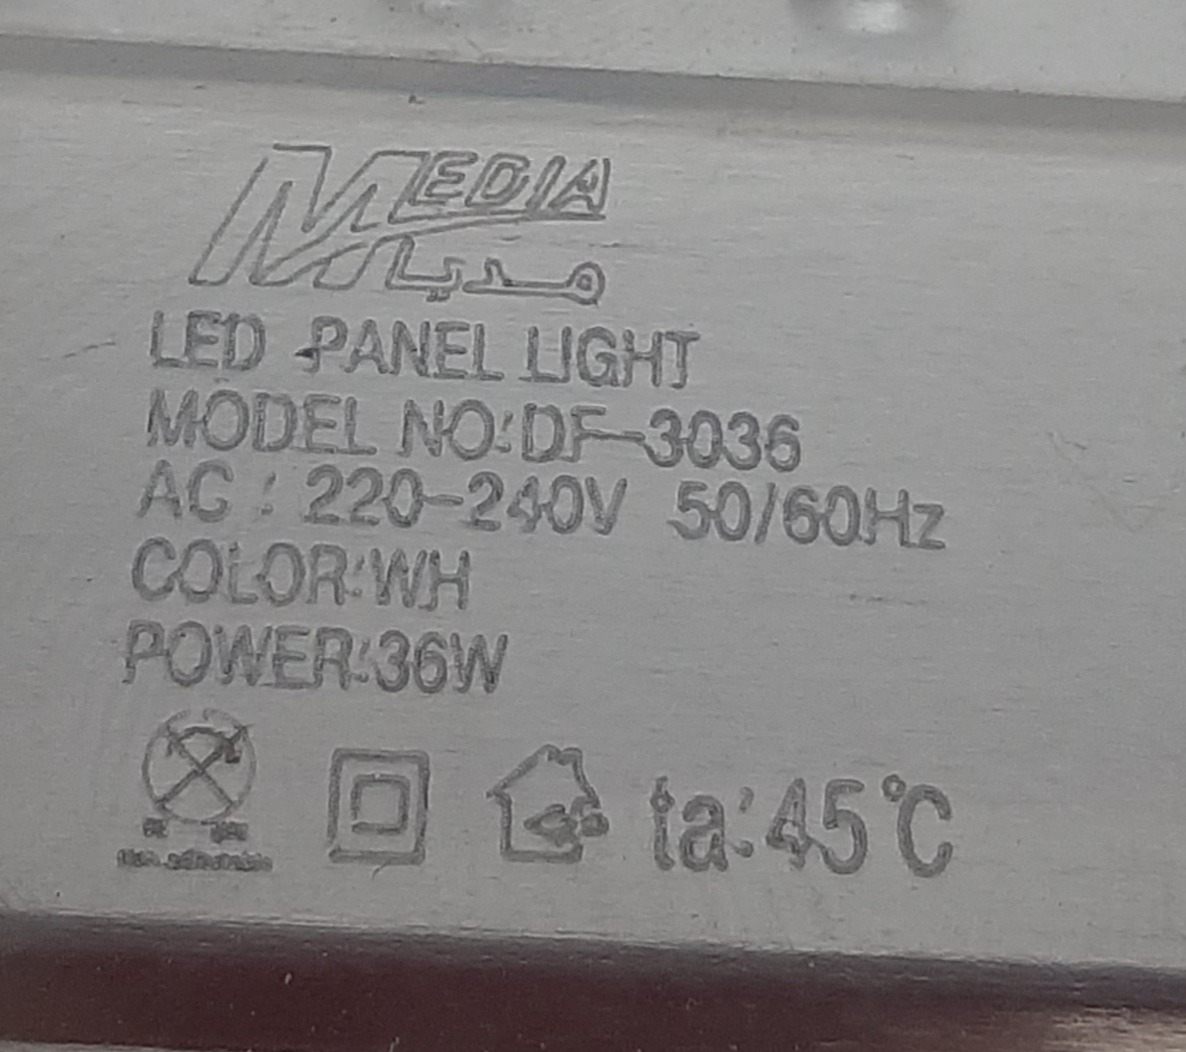 MEDIA
مديا
LED PANEL LIGHT
MODEL NO:DF-3036
AC : 220-240V 50/60Hz
COLOR:WH
POWER:36W
ta:45°C